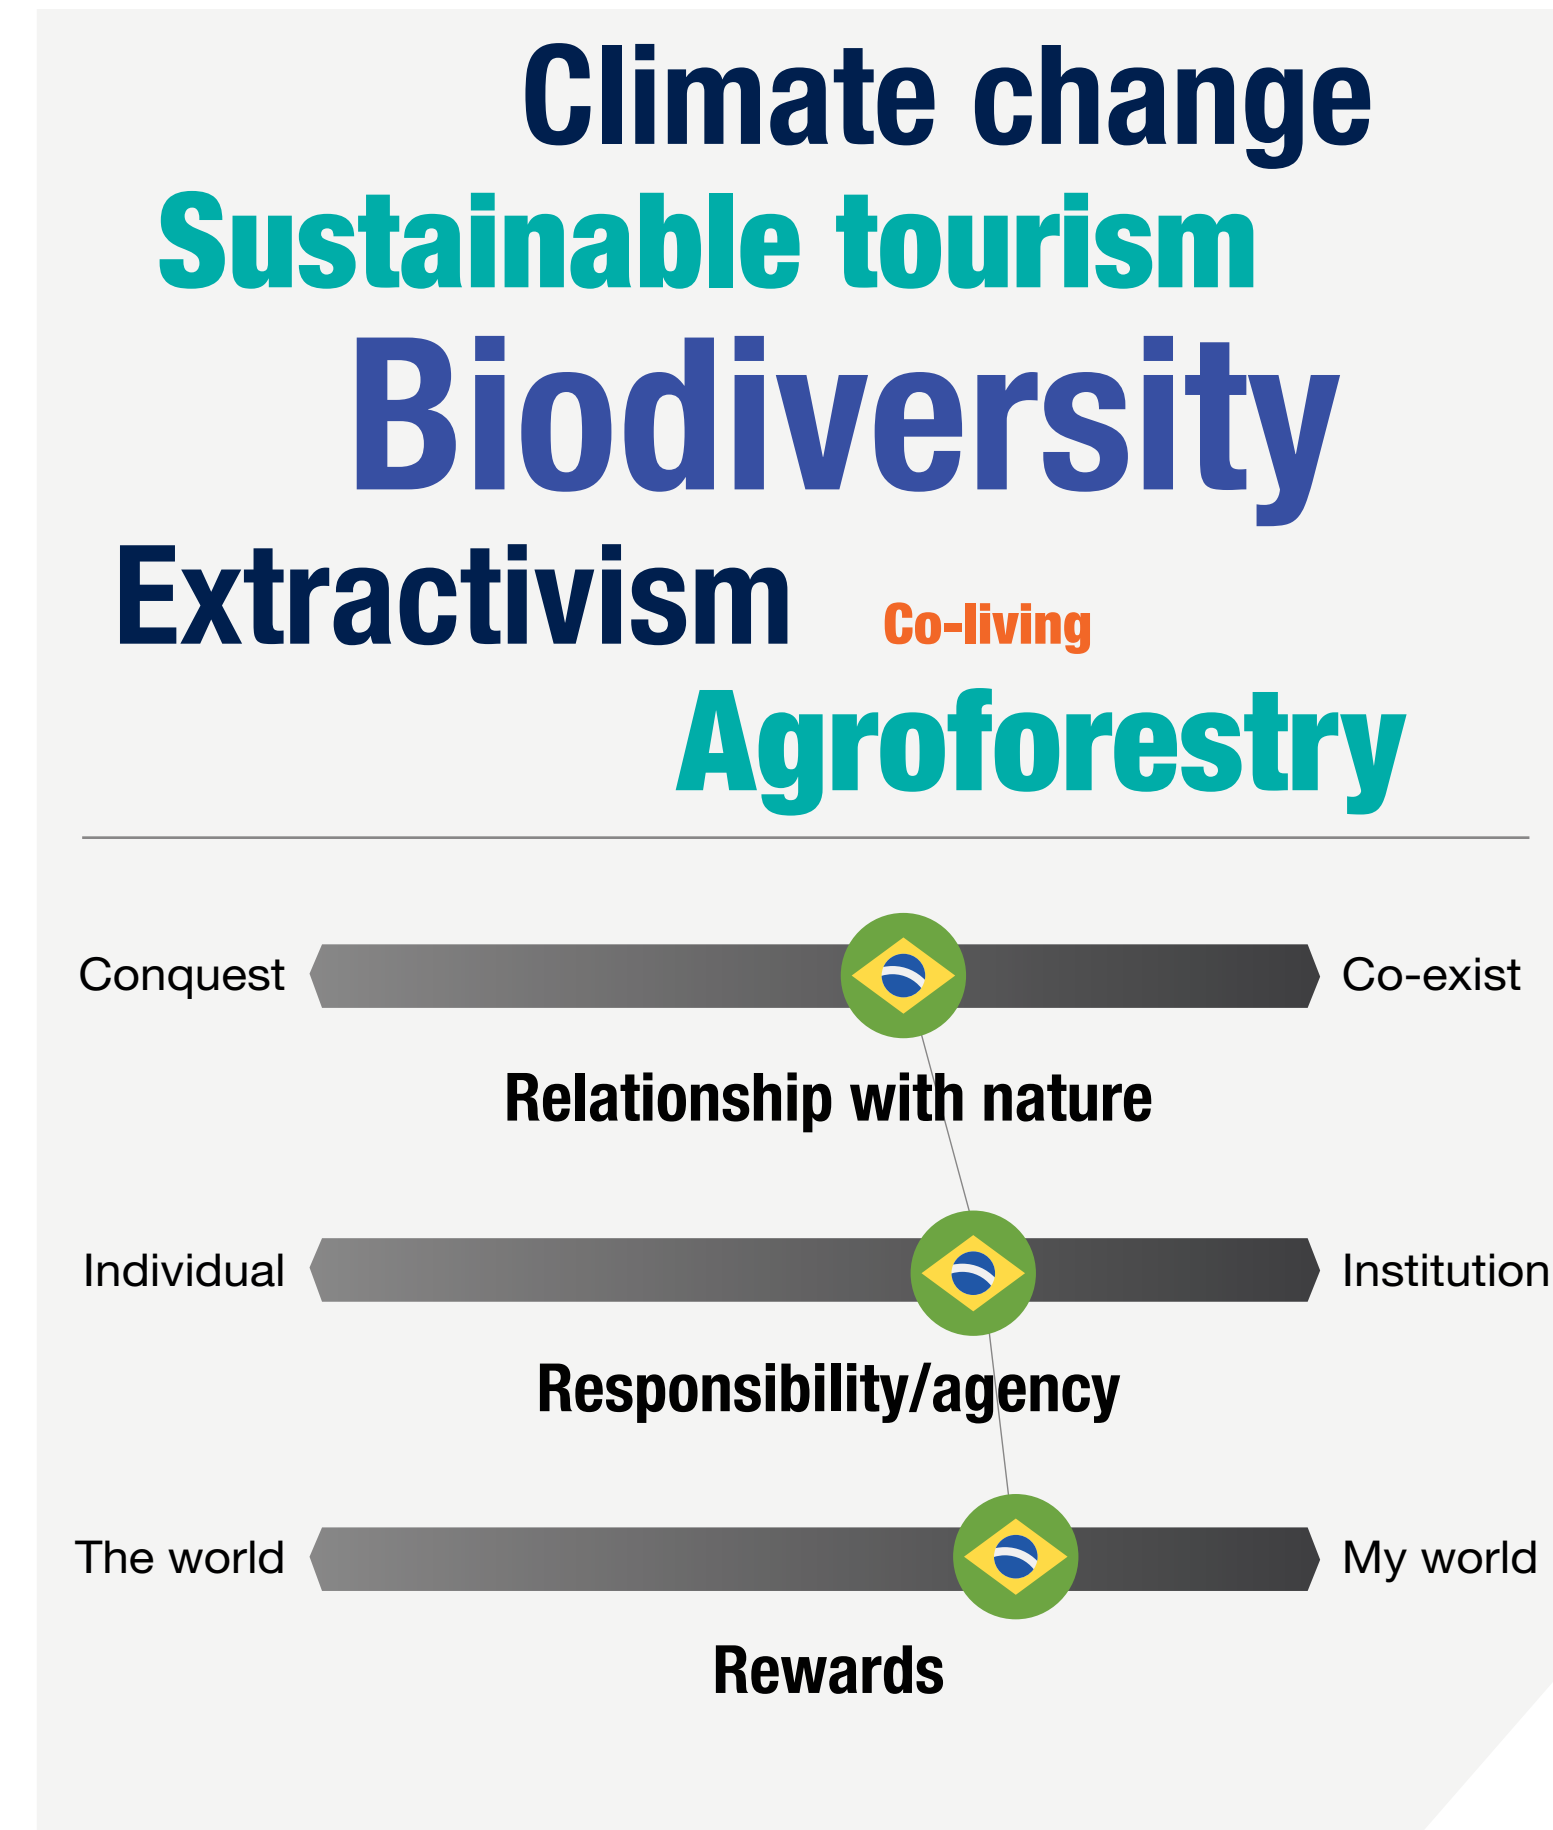 Climate change
Sustainable tourism
Biodiversity
Extractivism
Co-living
Agroforestry
Conquest
Co-exist
Relationship with nature
Individual
Institution
Responsibility/agency
The world
My world
Rewards